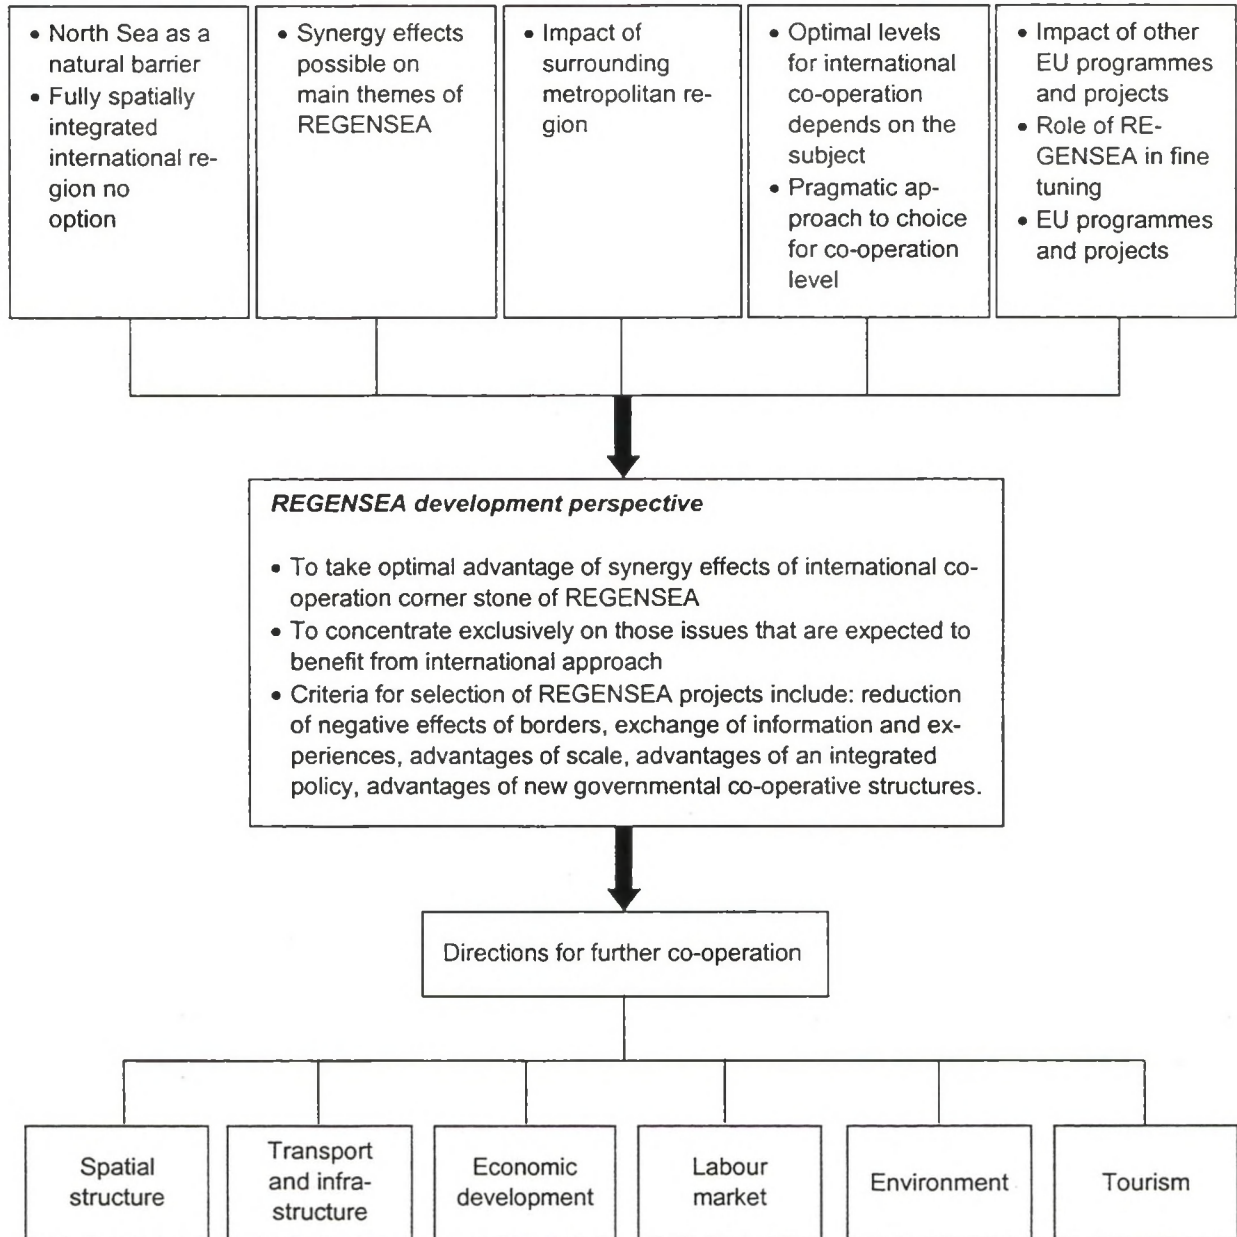 • North Sea as a
natural barrier
• Fully spatially
integrated
international re-
gion no
option
• Synergy effects
possible on
main themes of
REGENSEA
• Impact of
surrounding
metropolitan re-
gion
• Optimal levels
for international
co-operation
depends on the
subject
• Pragmatic ap-
proach to choice
for co-operation
level
• Impact of other
EU programmes
and projects
• Role of RE-
GENSEA in fine
tuning
• EU programmes
and projects
REGENSEA development perspective
• To take optimal advantage of synergy effects of international co-
operation corner stone of REGENSEA
• To concentrate exclusively on those issues that are expected to
benefit from international approach
• Criteria for selection of REGENSEA projects include: reduction
of negative effects of borders, exchange of information and ex-
periences, advantages of scale, advantages of an integrated
policy, advantages of new governmental co-operative structures.
Directions for further co-operation
Spatial
structure
Transport
and infra-
structure
Economic
development
Labour
market
Environment
Tourism